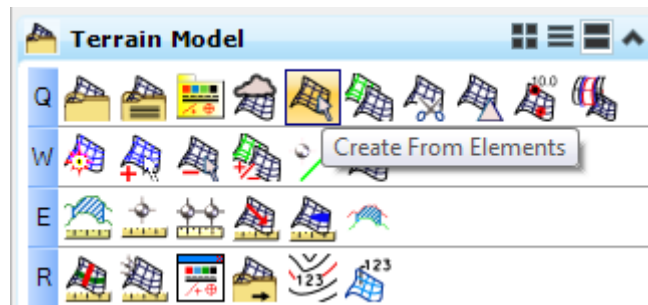 Terrain Model
Q
10.0
Create From Elements
W
E
R
123
123